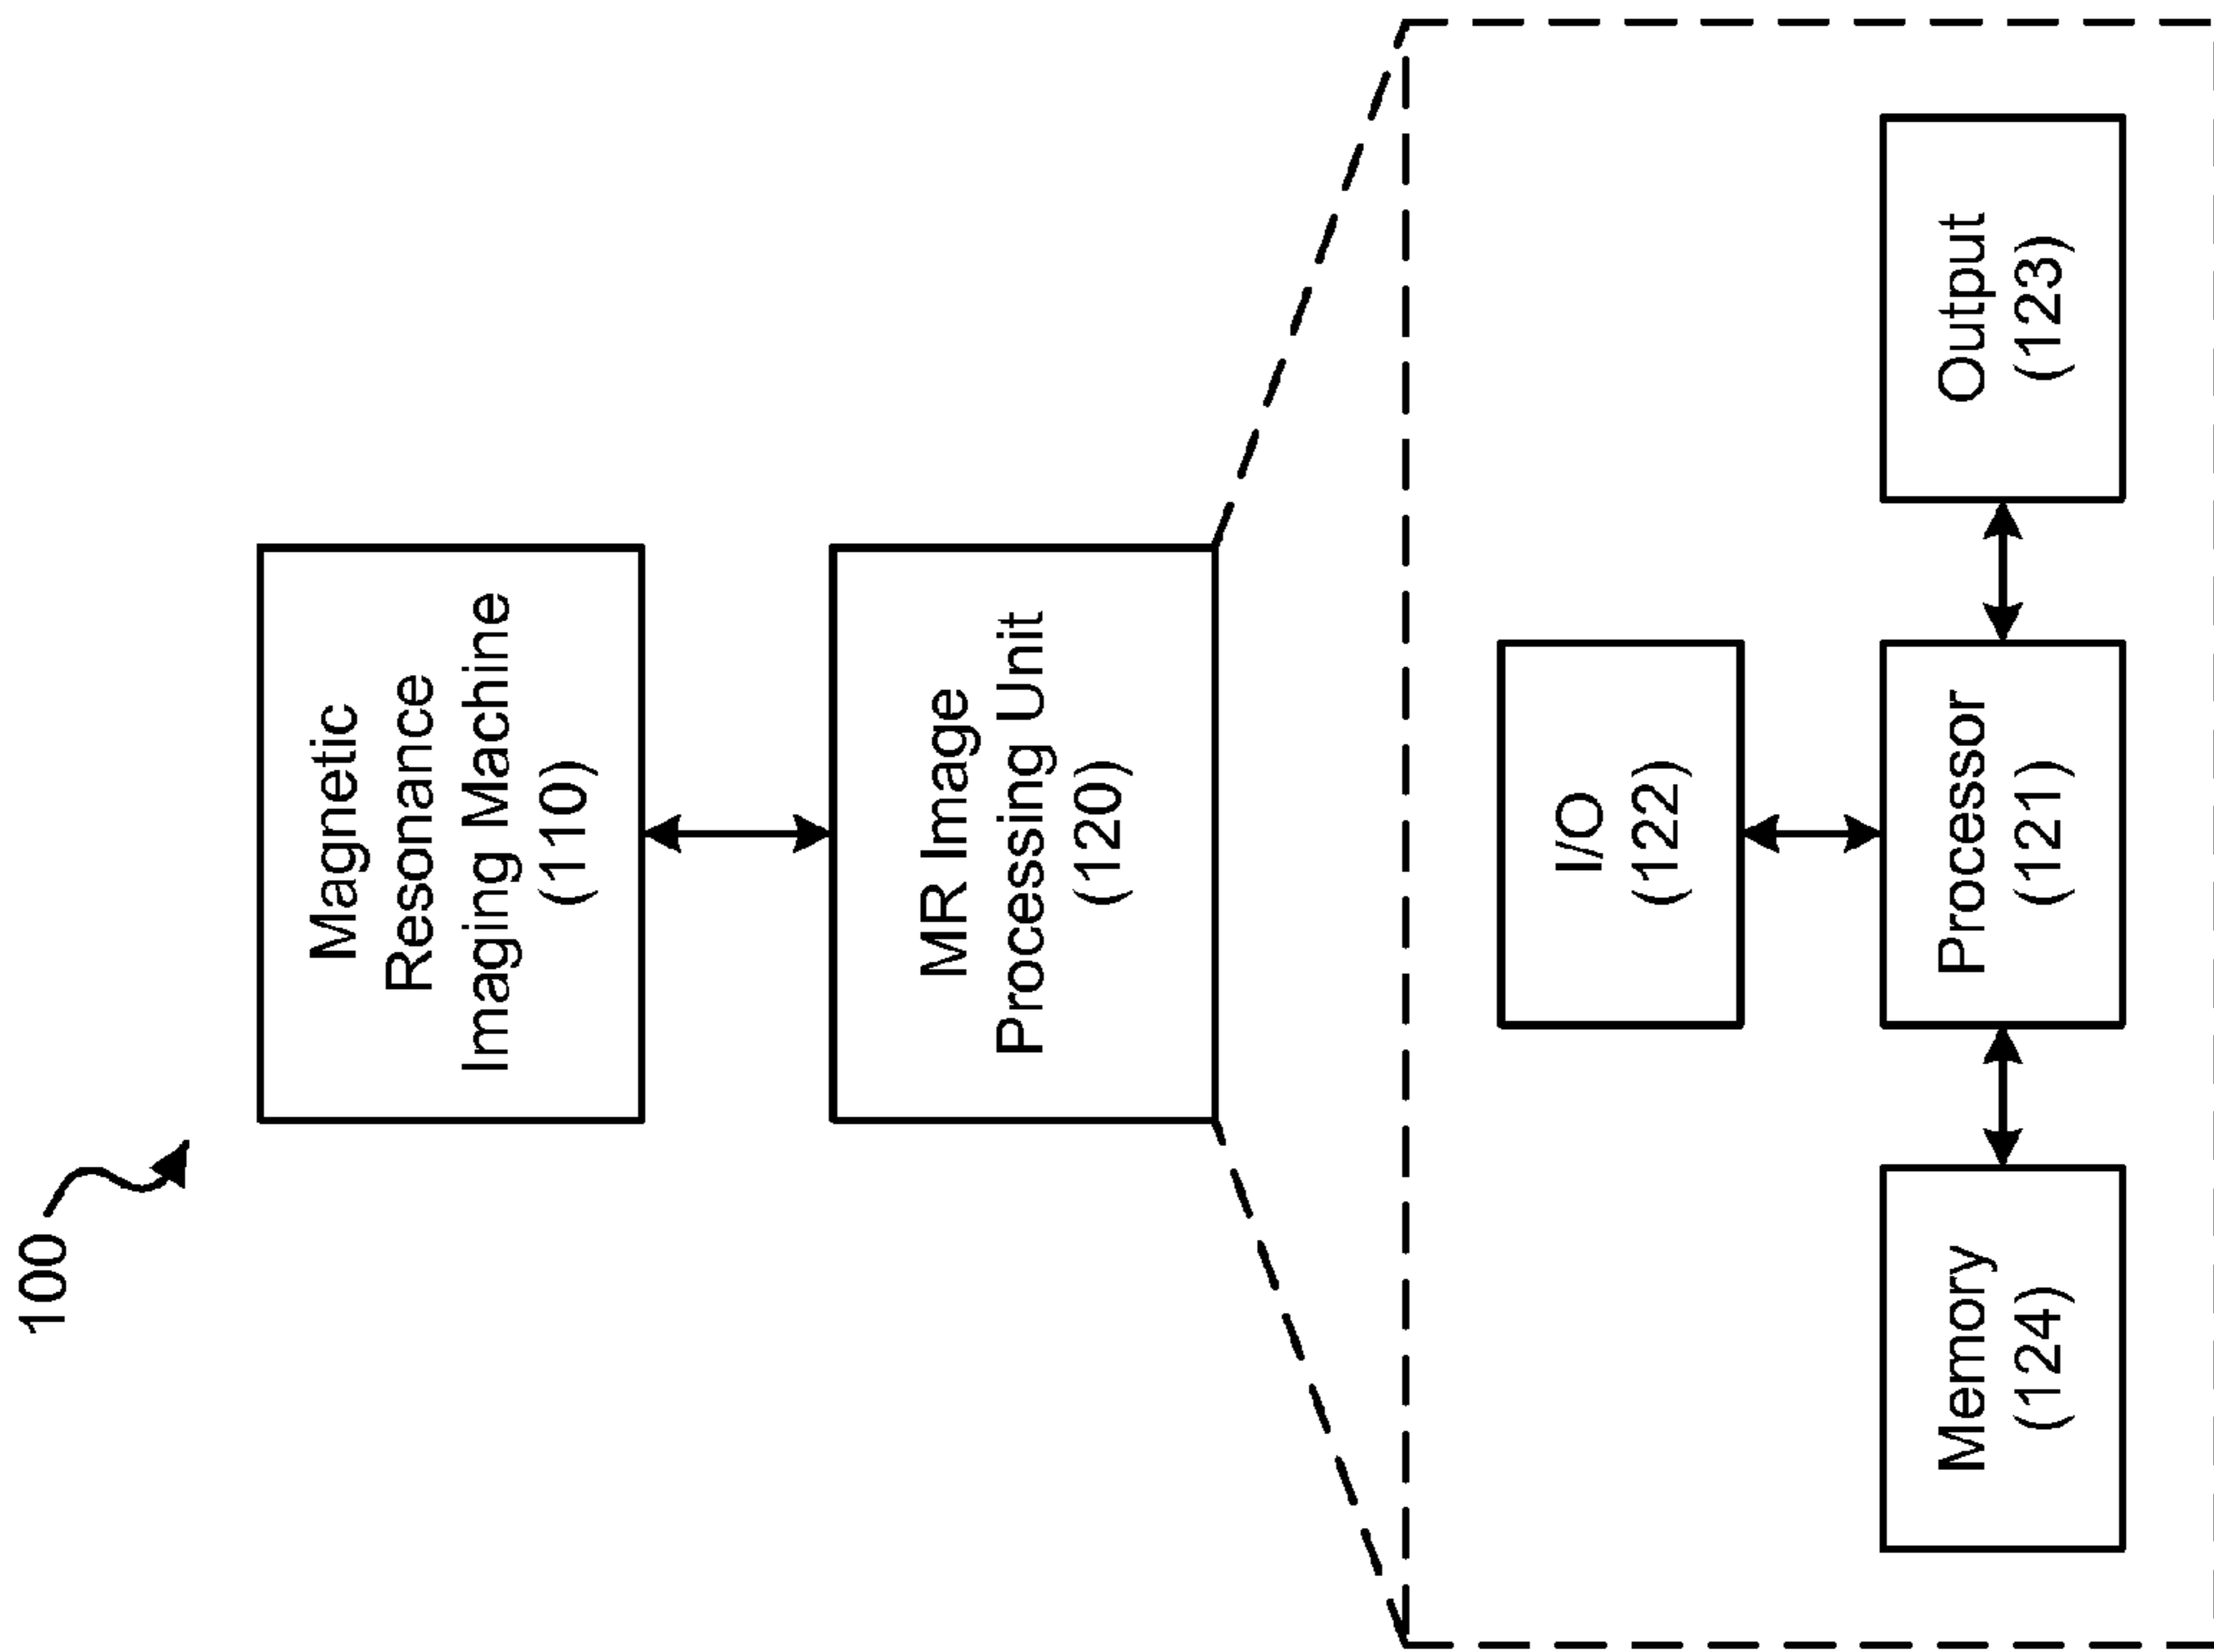 100
Magnetic
Resonance
Imaging Machine
(110)
MR Image
Processing Unit
(120)
I/O
(122)
Memory
(124)
Processor
(121)
Output
(123)